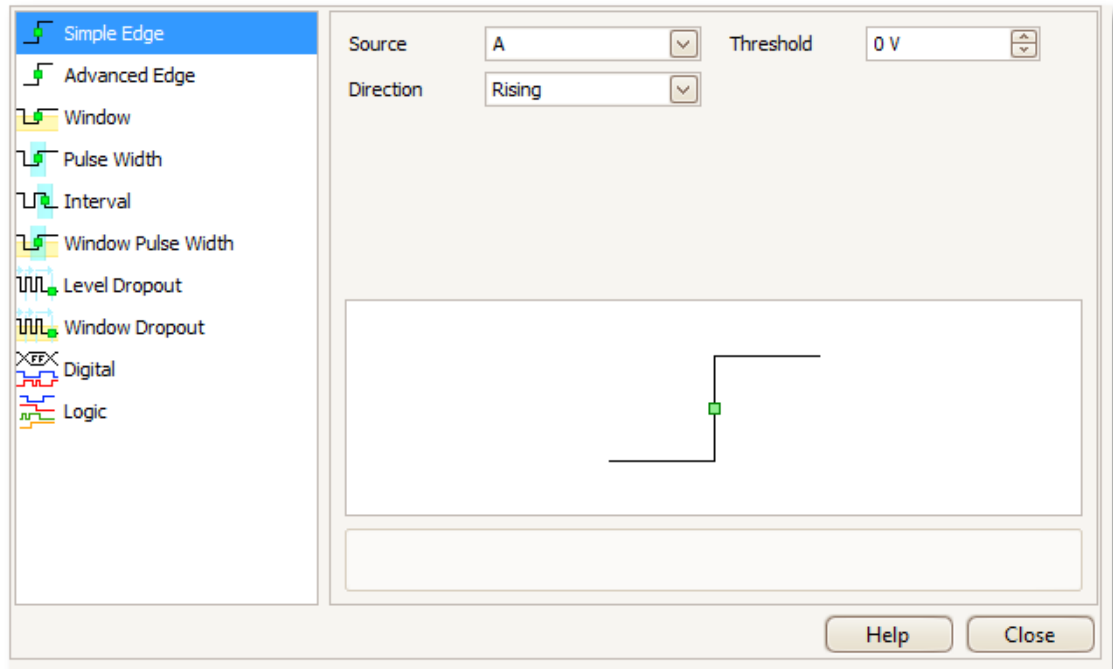 Simple Edge
Advanced Edge
Window
Pulse Width
Interval
Window Pulse Width
Level Dropout
Window Dropout
FF
Digital
Logic
Source A Threshold 0 V
Direction Rising
Help Close